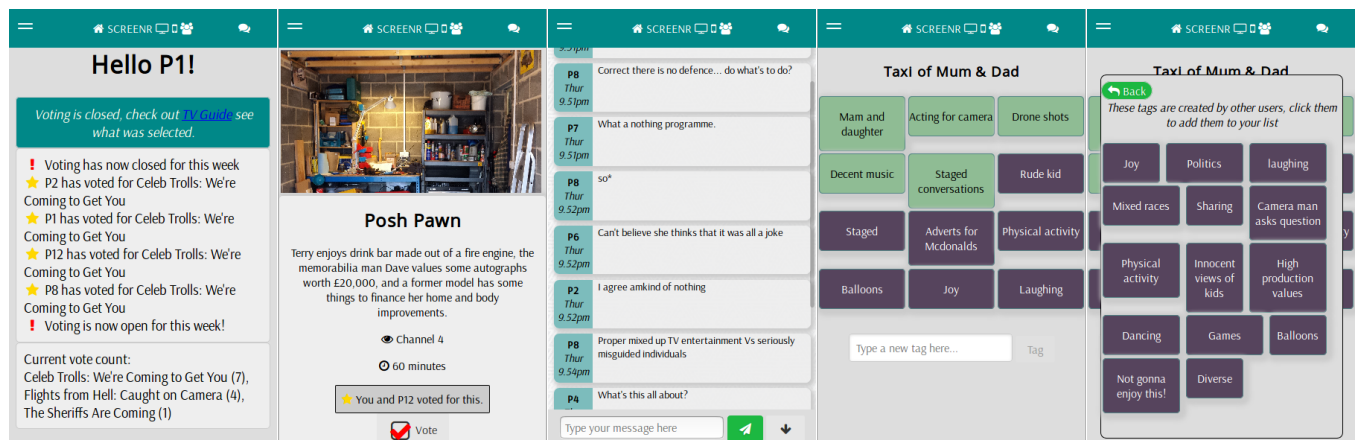 SCREENR
Hello P1!
Voting is closed, check out TV Guide see
what was selected.
Voting has now closed for this week
P2 has voted for Celeb Trolls: We're
Coming to Get You
P1 has voted for Celeb Trolls: We're
Coming to Get You
P12 has voted for Celeb Trolls: We're
Coming to Get You
P8 has voted for Celeb Trolls: We're
Coming to Get You
Voting is now open for this week!
Current vote count:
Celeb Trolls: We're Coming to Get You (7),
Flights from Hell: Caught on Camera (4),
The Sheriffs Are Coming (1)
SCREENR
Posh Pawn
Terry enjoys drink bar made out of a fire engine, the
memorabilia man Dave values some autographs
worth £20,000, and a former model has some
things to finance her home and body
improvements.
Channel 4
60 minutes
You and P12 voted for this.
Vote
SCREENR
9.51pm
P8
Thur
9.51pm
Correct there is no defence... do what's to do?
P7
Thur
9.51pm
What a nothing programme.
P8
Thur
9.52pm
so*
P6
Thur
9.52pm
Can't believe she thinks that it was all a joke
P2
Thur
9.52pm
I agree amkind of nothing
P8
Thur
9.54pm
Proper mixed up TV entertainment Vs seriously
misguided individuals
P4
What's this all about?
Type your message here
SCREENR
Taxi of Mum & Dad
Mam and
daughter
Acting for camera
Drone shots
Decent music
Staged
conversations
Rude kid
Staged
Adverts for
Mcdonalds
Physical activity
Balloons
Joy
Laughing
Type a new tag here...
Tag
SCREENR
Taxi of Mum & Dad
Back
These tags are created by other users, click them
to add them to your list
Joy
Politics
laughing
Mixed races
Sharing
Camera man
asks question
Physical
activity
Innocent
views of
kids
High
production
values
Dancing
Games
Balloons
Not gonna
enjoy this!
Diverse